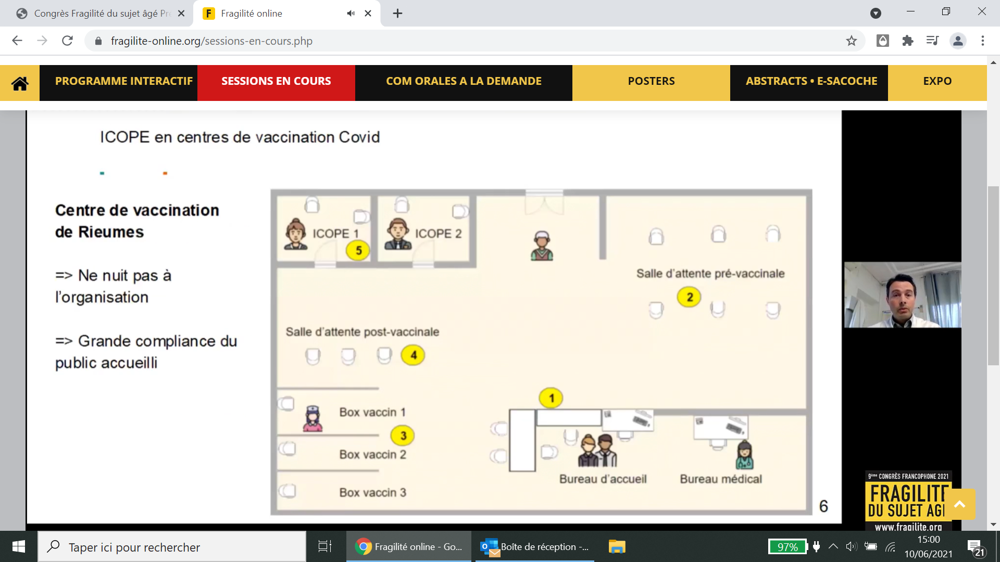 Congrès Fragilité du sujet âgé Pr
Fragilité online
fragilite-online.org/sessions-en-cours.php
PROGRAMME INTERACTIF
SESSIONS EN COURS
COM ORALES A LA DEMANDE
POSTERS
ABSTRACTS • E-SACOCHE
EXPO
ICOPE en centres de vaccination Covid
Centre de vaccination
de Rieumes
=> Ne nuit pas à
l'organisation
=> Grande compliance du
public accueilli
ICOPE 1
5
ICOPE 2
Salle d'attente pré-vaccinale
2
Salle d'attente post-vaccinale
4
1
Box vaccin 1
3
Box vaccin 2
Box vaccin 3
Bureau d'accueil
Bureau médical
6
9ème CONGRÈS FRANCOPHONE 2021
FRAGILITE
DU SUJET AG
www.fragilite.org
Taper ici pour rechercher
Fragilité online - Go...
Boîte de réception -...
97%
15:00
10/06/2021
21